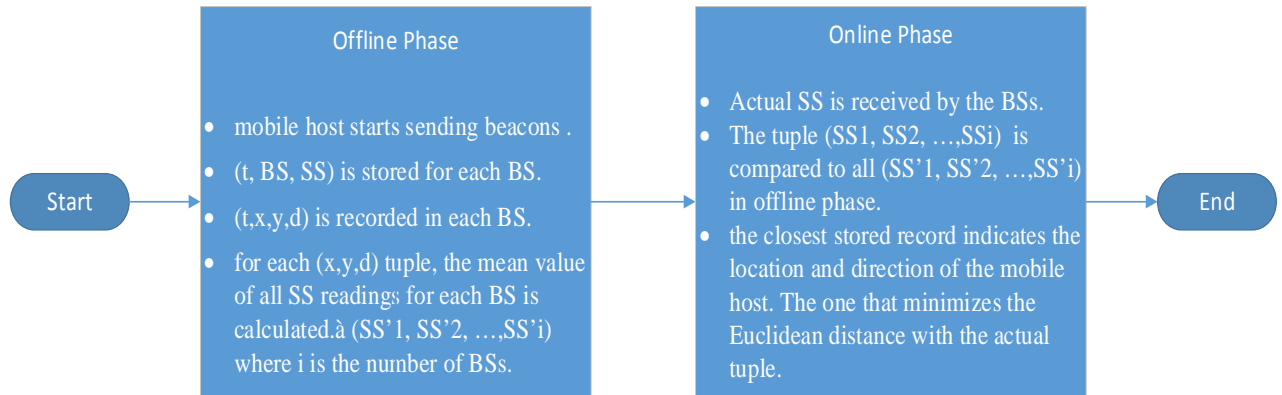 Start
Offline Phase
• mobile host starts sending beacons .
• (t, BS, SS) is stored for each BS.
• (t,x,y,d) is recorded in each BS.
• for each (x,y,d) tuple, the mean value
of all SS readings for each BS is
calculated.à (SS’1, SS’2, …,SS’i)
where i is the number of BSs.
Online Phase
• Actual SS is received by the BSs.
• The tuple (SS1, SS2, …,SSi) is
compared to all (SS’1, SS’2, …,SS’i)
in offline phase.
• the closest stored record indicates the
location and direction of the mobile
host. The one that minimizes the
Euclidean distance with the actual
tuple.
End